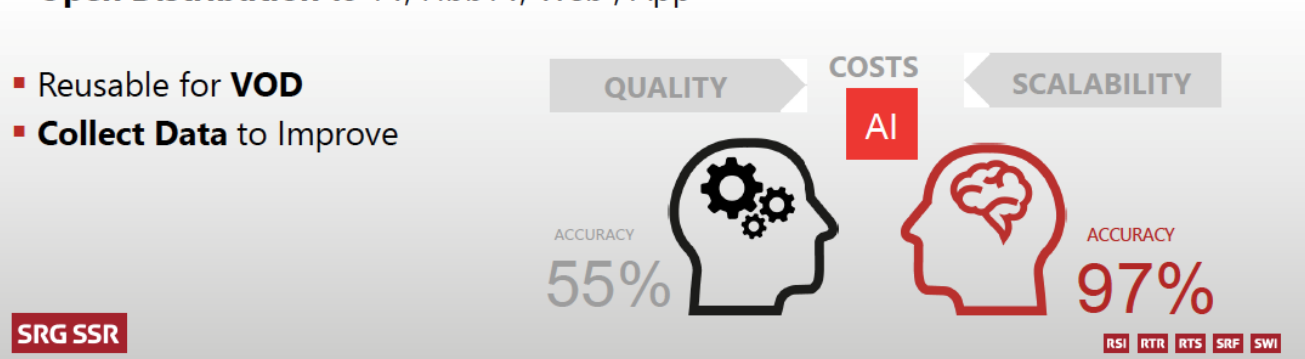 Reusable for VOD
Collect Data to Improve
QUALITY
COSTS
SCALABILITY
AI
ACCURACY
55%
ACCURACY
97%
SRG SSR
RSI RTR RTS SRF SWI